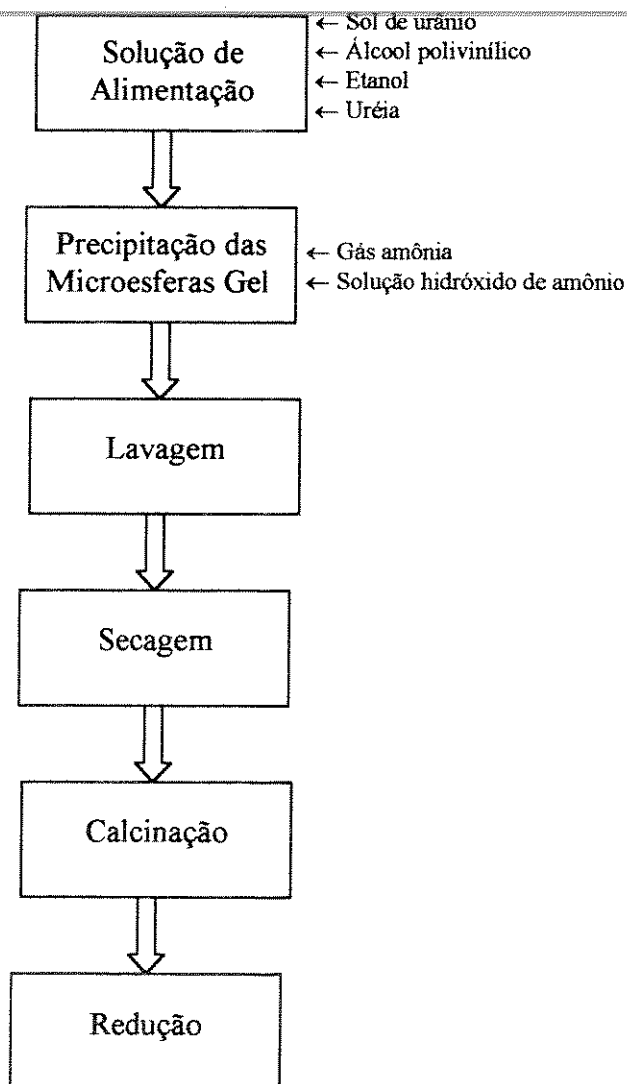 Solução de
Alimentação
← Sol de urânio
← Álcool polivinílico
← Etanol
← Uréia
Precipitação das
Microesferas Gel
← Gás amônia
← Solução hidróxido de amônio
Lavagem
Secagem
Calcinação
Redução